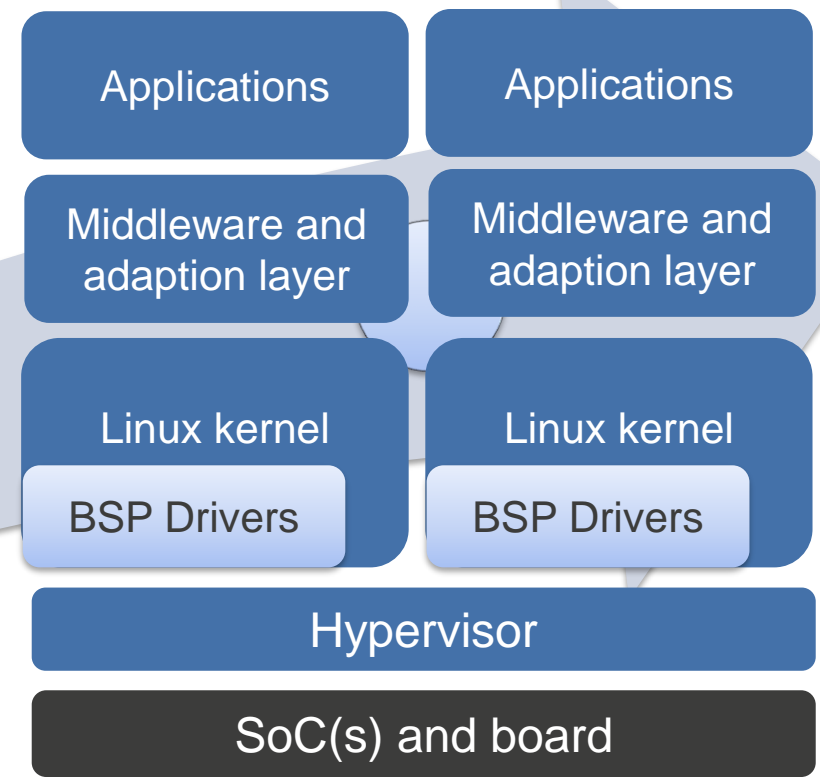 Applications
Applications
Middleware and
adaption layer
Middleware and
adaption layer
Linux kernel
BSP Drivers
Linux kernel
BSP Drivers
Hypervisor
SoC(s) and board